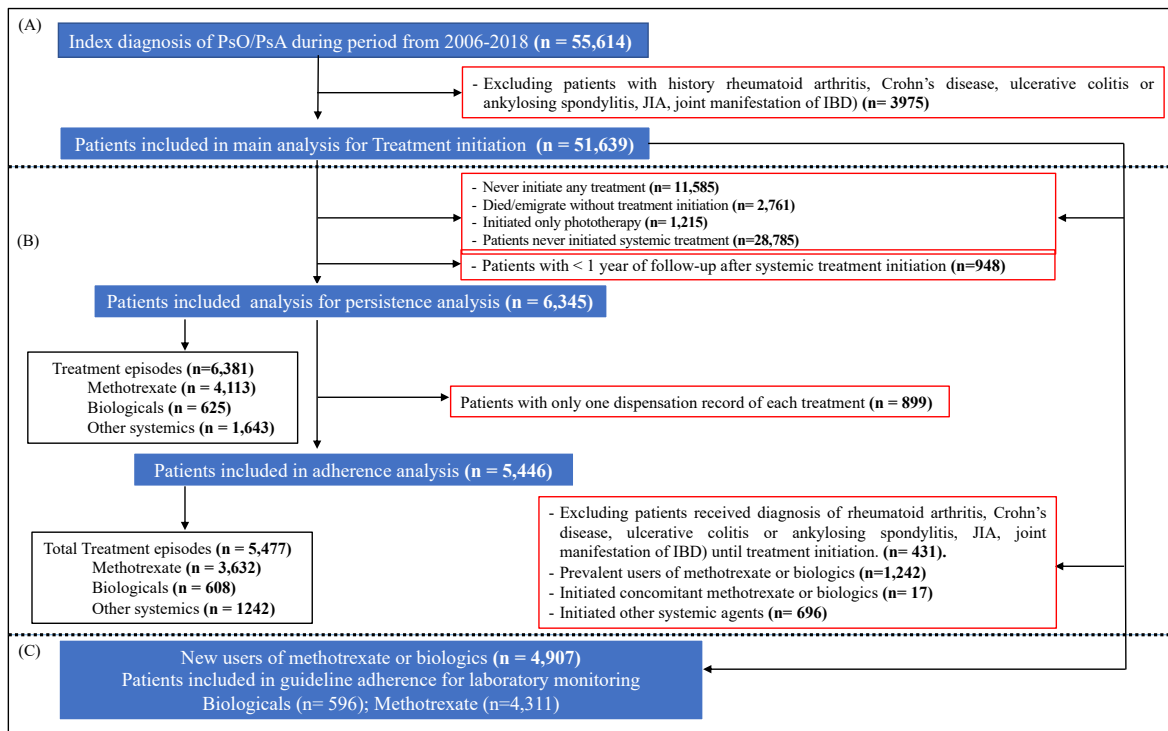 (A)
Index diagnosis of PsO/PsA during period from 2006-2018 (n = 55,614)
- Excluding patients with history rheumatoid arthritis, Crohn's disease, ulcerative colitis or
ankylosing spondylitis, JIA, joint manifestation of IBD) (n= 3975)
Patients included in main analysis for Treatment initiation (n = 51,639)
- Never initiate any treatment (n= 11,585)
- Died/emigrate without treatment initiation (n= 2,761)
- Initiated only phototherapy (n= 1,215)
- Patients never initiated systemic treatment (n=28,785)
(B)
- Patients with < 1 year of follow-up after systemic treatment initiation (n=948)
Patients included analysis for persistence analysis (n = 6,345)
Treatment episodes (n=6,381)
Methotrexate (n = 4,113)
Biologicals (n = 625)
Other systemics (n = 1,643)
Patients with only one dispensation record of each treatment (n = 899)
Patients included in adherence analysis (n = 5,446)
Total Treatment episodes (n = 5,477)
Methotrexate (n = 3,632)
Biologicals (n = 608)
Other systemics (n = 1242)
- Excluding patients received diagnosis of rheumatoid arthritis, Crohn's
disease, ulcerative colitis or ankylosing spondylitis, JIA, joint
manifestation of IBD) until treatment initiation. (n= 431).
- Prevalent users of methotrexate or biologics (n=1,242)
- Initiated concomitant methotrexate or biologics (n= 17)
- Initiated other systemic agents (n= 696)
(C)
New users of methotrexate or biologics (n = 4,907)
Patients included in guideline adherence for laboratory monitoring
Biologicals (n= 596); Methotrexate (n=4,311)